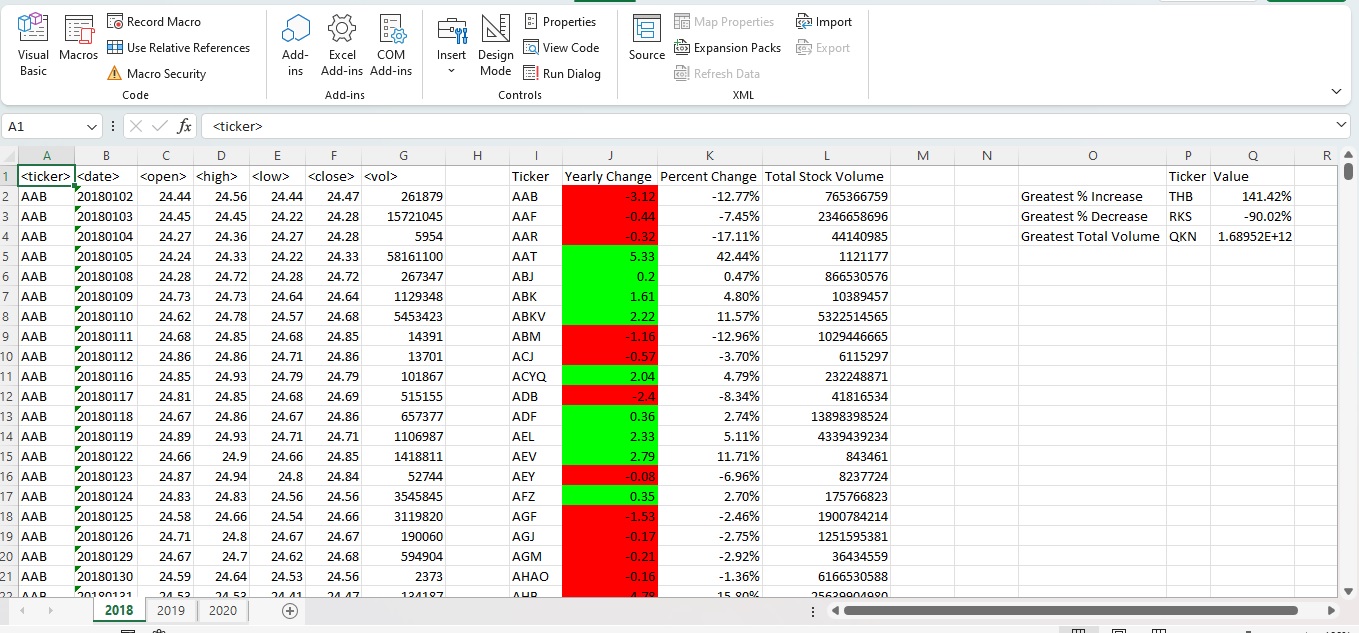 Visual Basic
Macros
Record Macro
Use Relative References
Macro Security
Code
Add-ins
Excel Add-ins
COM Add-ins
Add-ins
Insert
Design Mode
Properties
View Code
Run Dialog
Controls
Source
Map Properties
Expansion Packs
Refresh Data
Import
Export
XML
A1 fx <ticker>
A B C D E F G H I J K L M N O P Q R
1 <ticker> <date> <open> <high> <low> <close> <vol> Ticker Yearly Change Percent Change Total Stock Volume Ticker Value
2 AAB 20180102 24.44 24.56 24.44 24.47 261879 AAB -3.12 -12.77% 765366759 Greatest % Increase THB 141.42%
3 AAB 20180103 24.45 24.45 24.22 24.28 15721045 AAF -0.44 -7.45% 2346658696 Greatest % Decrease RKS -90.02%
4 AAB 20180104 24.27 24.36 24.27 24.28 5954 AAR -0.32 -17.11% 44140985 Greatest Total Volume QKN 1.68952E+12
5 AAB 20180105 24.24 24.33 24.22 24.33 58161100 AAT 5.33 42.44% 1121177
6 AAB 20180108 24.28 24.72 24.28 24.72 267347 ABJ 0.2 0.47% 866530576
7 AAB 20180109 24.73 24.73 24.64 24.64 1129348 ABK 1.61 4.80% 10389457
8 AAB 20180110 24.62 24.78 24.57 24.68 5453423 ABKV 2.22 11.57% 5322514565
9 AAB 20180111 24.68 24.85 24.68 24.85 14391 ABM -1.16 -12.96% 1029446665
10 AAB 20180112 24.86 24.86 24.71 24.86 13701 ACJ -0.57 -3.70% 6115297
11 AAB 20180116 24.85 24.93 24.79 24.79 101867 ACYQ 2.04 4.79% 232248871
12 AAB 20180117 24.81 24.85 24.68 24.69 515155 ADB -2.4 -8.34% 41816534
13 AAB 20180118 24.67 24.86 24.67 24.86 657377 ADF 0.36 2.74% 13898398524
14 AAB 20180119 24.89 24.93 24.71 24.71 1106987 AEL 2.33 5.11% 4339439234
15 AAB 20180122 24.66 24.9 24.66 24.85 1418811 AEV 2.79 11.71% 843461
16 AAB 20180123 24.87 24.94 24.8 24.84 52744 AEY -0.08 -6.96% 8237724
17 AAB 20180124 24.83 24.83 24.56 24.56 3545845 AFZ 0.35 2.70% 175766823
18 AAB 20180125 24.58 24.66 24.54 24.66 3119820 AGF -1.53 -2.46% 1900784214
19 AAB 20180126 24.71 24.8 24.67 24.67 190060 AGJ -0.17 -2.75% 1251595381
20 AAB 20180129 24.67 24.7 24.62 24.68 594904 AGM -0.21 -2.92% 36434559
21 AAB 20180130 24.59 24.64 24.53 24.56 2373 AHAO -0.16 -1.36% 6166530588
22 AAB 20180131 24.53 24.53 24.41 24.47 134187 AHB 4.78 15.80% 25639904980
2018 2019 2020